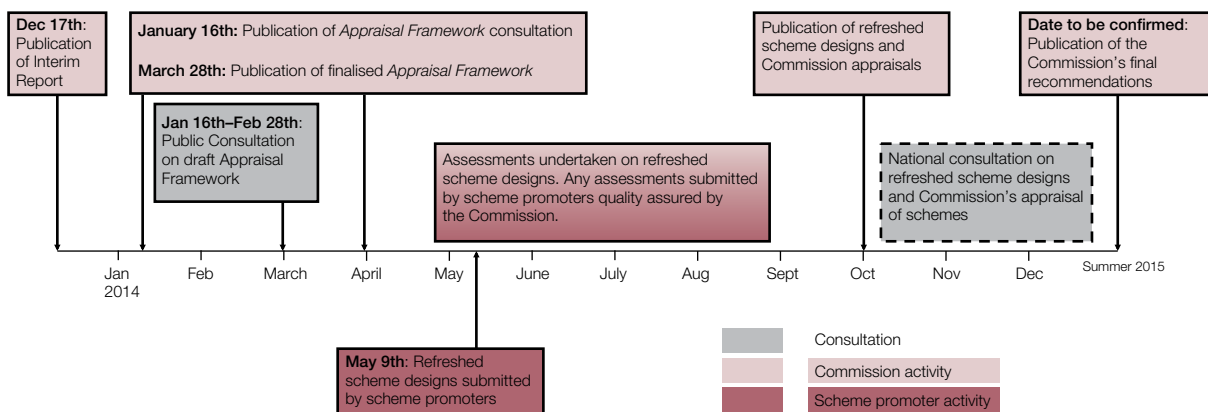 Dec 17th:
Publication
of Interim
Report
January 16th: Publication of Appraisal Framework consultation
March 28th: Publication of finalised Appraisal Framework
Jan 16th–Feb 28th:
Public Consultation
on draft Appraisal
Framework
Assessments undertaken on refreshed
scheme designs. Any assessments submitted
by scheme promoters quality assured by
the Commission.
Publication of refreshed
scheme designs and
Commission appraisals
Date to be confirmed:
Publication of the
Commission's final
recommendations
National consultation on
refreshed scheme designs
and Commission's appraisal
of schemes
Jan
2014
Feb
March
April
May
June
July
Aug
Sept
Oct
Nov
Dec
Summer 2015
May 9th: Refreshed
scheme designs submitted
by scheme promoters
Consultation
Commission activity
Scheme promoter activity